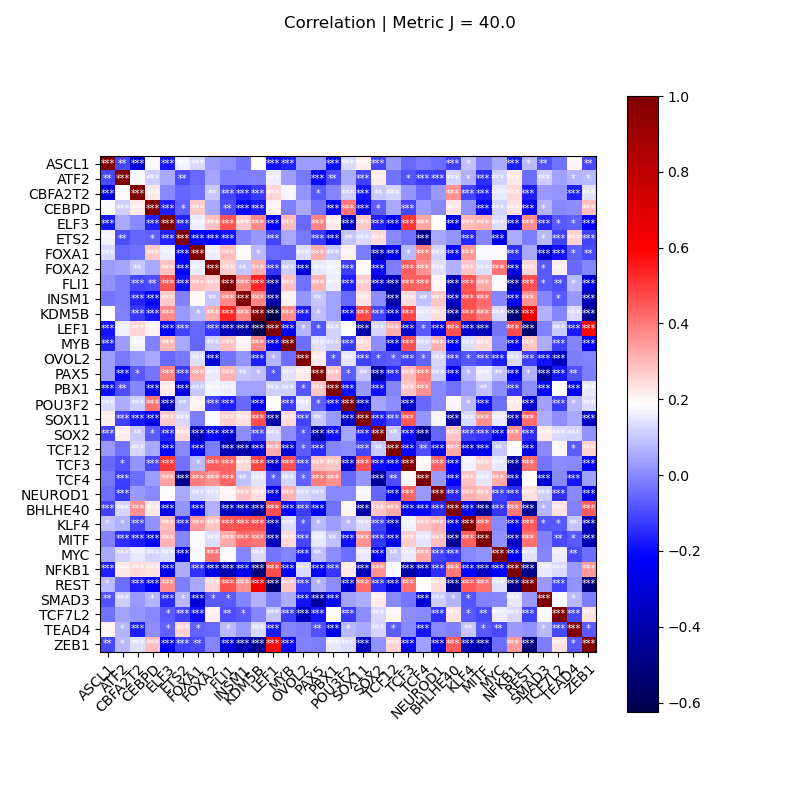 Correlation | Metric J = 40.0
ASCL1
ATF2
CBFA2T2
CEBPD
ELF3
ETS2
FOXA1
FOXA2
FLI1
INSM1
KDM5B
LEF1
MYB
OVOL2
PAX5
PBX1
POU3F2
SOX11
SOX2
TCF12
TCF3
TCF4
NEUROD1
BHLHE40
KLF4
MITF
MYC
NFKB1
REST
SMAD3
TCF7L2
TEAD4
ZEB1
ASCL1
ATF2
CBFA2T2
CEBPD
ELF3
ETS2
FOXA1
FOXA2
FLI1
INSM1
KDM5B
LEF1
MYB
OVOL2
PAX5
PBX1
POU3F2
SOX11
SOX2
TCF12
TCF3
TCF4
NEUROD1
BHLHE40
KLF4
MITF
MYC
NFKB1
REST
SMAD3
TCF7L2
TEAD4
ZEB1
1.0
0.8
0.6
0.4
0.2
0.0
−0.2
−0.4
−0.6